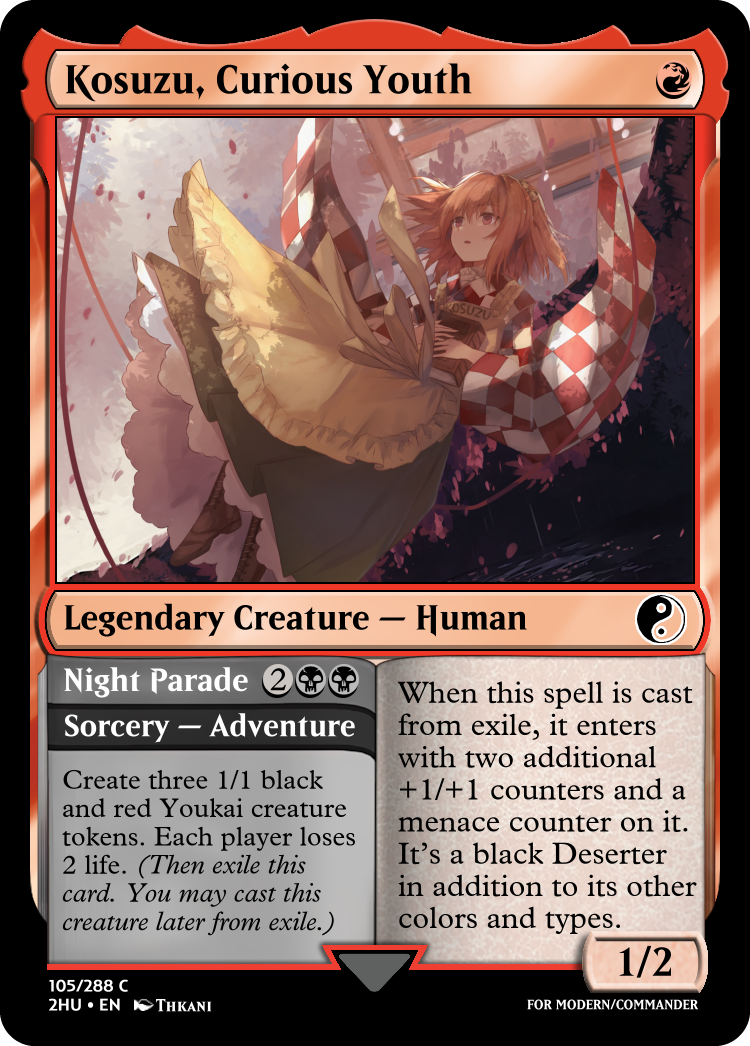 Kosuzu, Curious Youth
KOSUZU
Legendary Creature — Human
Night Parade 2
Sorcery — Adventure
Create three 1/1 black
and red Youkai creature
tokens. Each player loses
2 life. (Then exile this
card. You may cast this
creature later from exile.)
When this spell is cast
from exile, it enters
with two additional
+1/+1 counters and a
menace counter on it.
It's a black Deserter
in addition to its other
colors and types.
1/2
105/288 C
2HU • EN Thkani
FOR MODERN/COMMANDER